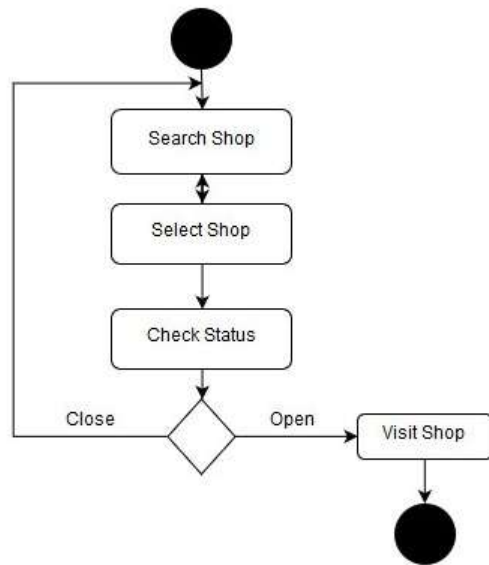 Search Shop
Select Shop
Check Status
Close
Open
Visit Shop